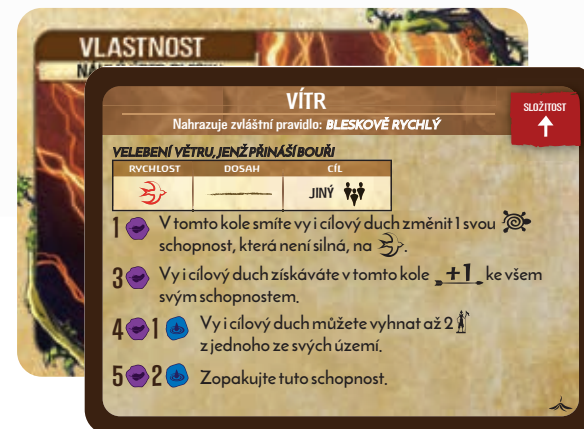 VLASTNOST
VÍTR
SLOŽITOST
Nahrazuje zvláštní pravidlo: BLESKOVĚ RYCHLÝ
VELEBENÍ VĚTRU, JENŽ PŘINÁŠÍ BOUŘI
RYCHLOST DOSAH CÍL
JINÝ
1 V tomto kole smíte vy i cílový duch změnit 1 svou
schopnost, která není silná, na .
3 Vy i cílový duch získáváte v tomto kole +1 ke všem
svým schopnostem.
4 1 Vy i cílový duch můžete vyhnat až 2
z jednoho ze svých území.
5 2 Zopakujte tuto schopnost.